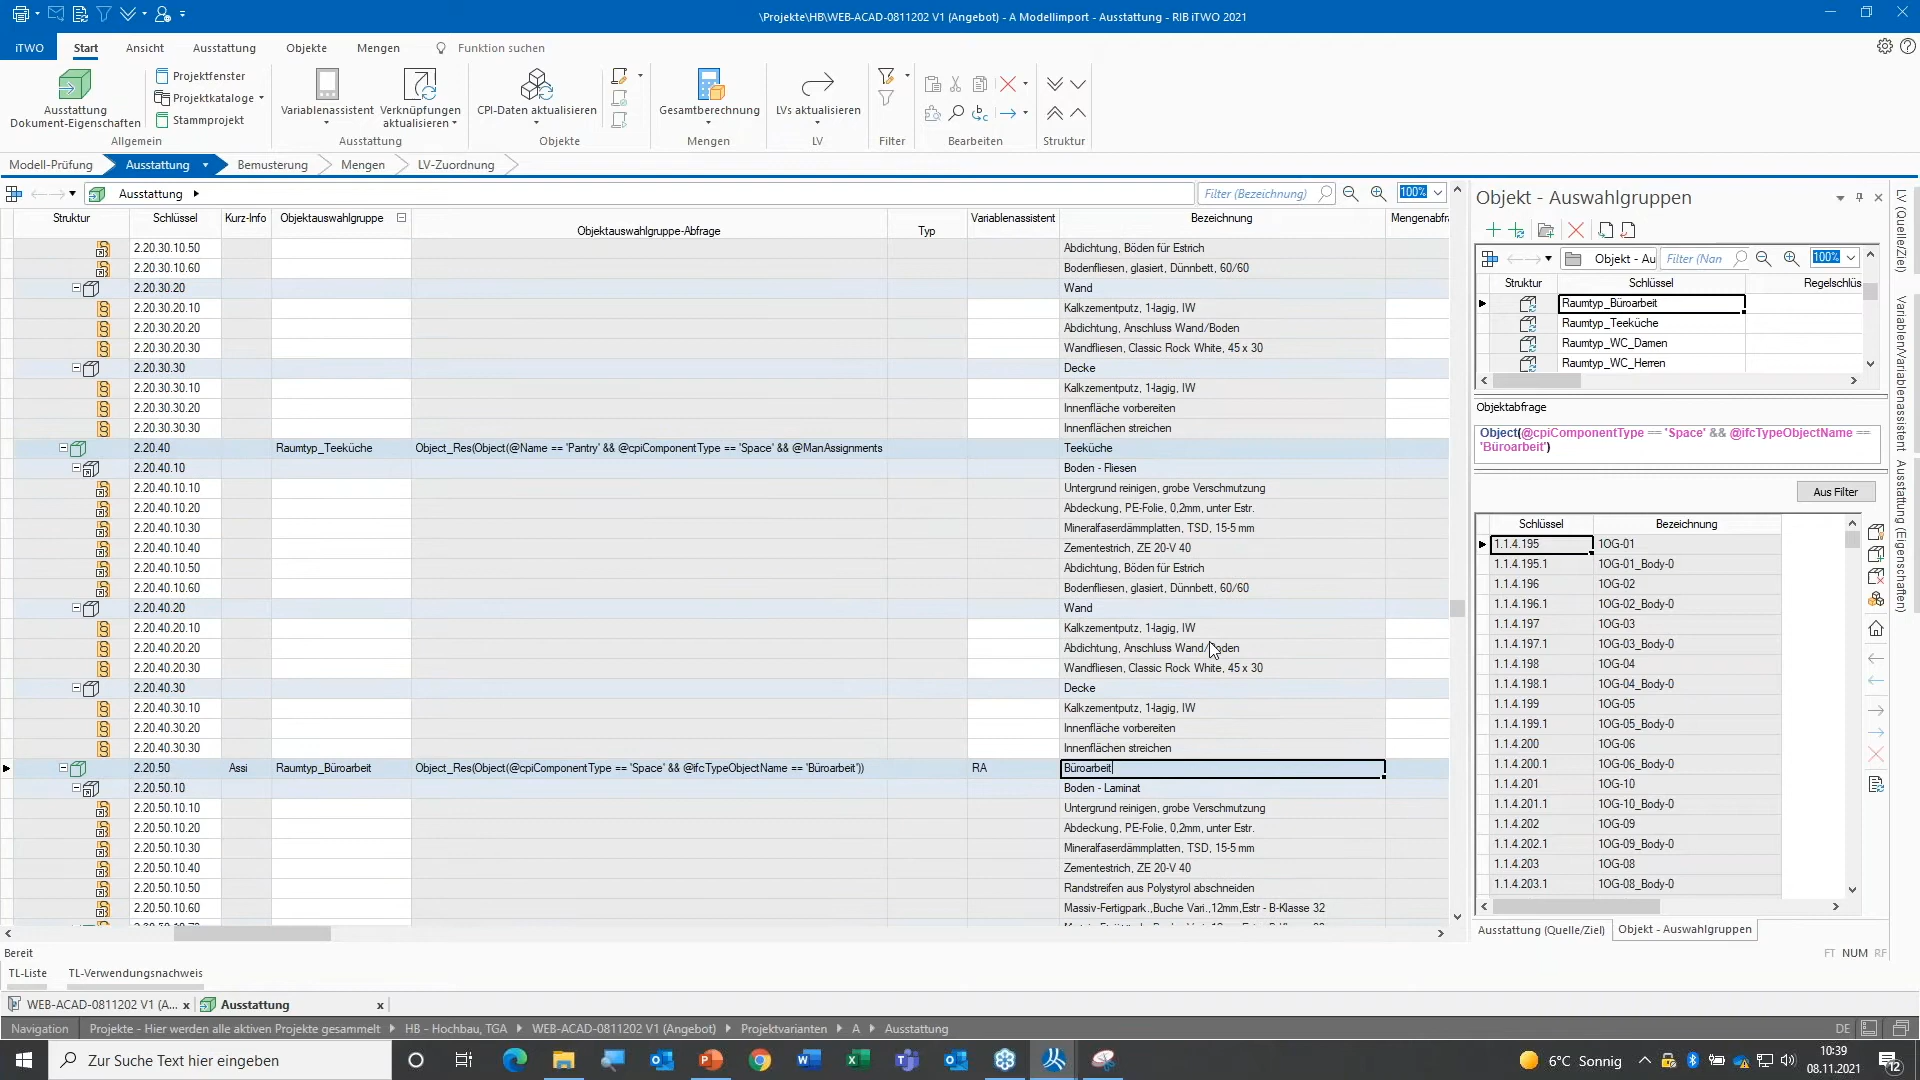 \Projekte\HB\WEB-ACAD-0811202 V1 (Angebot) - A Modellimport - Ausstattung - RIB iTWO 2021
iTWO Start Ansicht Ausstattung Objekte Mengen Funktion suchen
Ausstattung Dokument-Eigenschaften
Projektfenster
Projektkataloge
Stammprojekt
Variablenassistent
Verknüpfungen aktualisieren
CPI-Daten aktualisieren
Gesamtberechnung
LVs aktualisieren
Allgemein Ausstattung Objekte Mengen LV Filter Bearbeiten Struktur
Modell-Prüfung Ausstattung Bemusterung Mengen LV-Zuordnung
Ausstattung Filter (Bezeichnung) 100%
Struktur Schlüssel Kurz-Info Objektauswahlgruppe Objektauswahlgruppe-Abfrage Typ Variablenassistent Bezeichnung Mengenabfra
2.20.30.10.50 Abdichtung, Böden für Estrich
2.20.30.10.60 Bodenfliesen, glasiert, Dünnbett, 60/60
2.20.30.20 Wand
2.20.30.20.10 Kalkzementputz, 1-lagig, IW
2.20.30.20.20 Abdichtung, Anschluss Wand/Boden
2.20.30.20.30 Wandfliesen, Classic Rock White, 45 x 30
2.20.30.30 Decke
2.20.30.30.10 Kalkzementputz, 1-lagig, IW
2.20.30.30.20 Innenfläche vorbereiten
2.20.30.30.30 Innenflächen streichen
2.20.40 Raumtyp_Teeküche Object_Res(Object(@Name == 'Pantry' && @cpiComponentType == 'Space' && @ManAssignments Teeküche
2.20.40.10 Boden - Fliesen
2.20.40.10.10 Untergrund reinigen, grobe Verschmutzung
2.20.40.10.20 Abdeckung, PE-Folie, 0,2mm, unter Estr.
2.20.40.10.30 Mineralfaserdämmplatten, TSD, 15-5 mm
2.20.40.10.40 Zementestrich, ZE 20-V 40
2.20.40.10.50 Abdichtung, Böden für Estrich
2.20.40.10.60 Bodenfliesen, glasiert, Dünnbett, 60/60
2.20.40.20 Wand
2.20.40.20.10 Kalkzementputz, 1-lagig, IW
2.20.40.20.20 Abdichtung, Anschluss Wand/Boden
2.20.40.20.30 Wandfliesen, Classic Rock White, 45 x 30
2.20.40.30 Decke
2.20.40.30.10 Kalkzementputz, 1-lagig, IW
2.20.40.30.20 Innenfläche vorbereiten
2.20.40.30.30 Innenflächen streichen
2.20.50 Assi Raumtyp_Büroarbeit Object_Res(Object(@cpiComponentType == 'Space' && @ifcTypeObjectName == 'Büroarbeit')) RA Büroarbeit
2.20.50.10 Boden - Laminat
2.20.50.10.10 Untergrund reinigen, grobe Verschmutzung
2.20.50.10.20 Abdeckung, PE-Folie, 0,2mm, unter Estr.
2.20.50.10.30 Mineralfaserdämmplatten, TSD, 15-5 mm
2.20.50.10.40 Zementestrich, ZE 20-V 40
2.20.50.10.50 Randstreifen aus Polystyrol abschneiden
2.20.50.10.60 Massiv-Fertigpark.,Buche Vari.,12mm,Estr - B-Klasse 32
Objekt - Auswahlgruppen
Objekt - Au Filter (Nan 100%
Struktur Schlüssel Regelschlüs
Raumtyp_Büroarbeit
Raumtyp_Teeküche
Raumtyp_WC_Damen
Raumtyp_WC_Herren
Objektabfrage
Object(@cpiComponentType == 'Space' && @ifcTypeObjectName ==
'Büroarbeit')
Aus Filter
Schlüssel Bezeichnung
1.1.4.195 1OG-01
1.1.4.195.1 1OG-01_Body-0
1.1.4.196 1OG-02
1.1.4.196.1 1OG-02_Body-0
1.1.4.197 1OG-03
1.1.4.197.1 1OG-03_Body-0
1.1.4.198 1OG-04
1.1.4.198.1 1OG-04_Body-0
1.1.4.199 1OG-05
1.1.4.199.1 1OG-05_Body-0
1.1.4.200 1OG-06
1.1.4.200.1 1OG-06_Body-0
1.1.4.201 1OG-10
1.1.4.201.1 1OG-10_Body-0
1.1.4.202 1OG-09
1.1.4.202.1 1OG-09_Body-0
1.1.4.203 1OG-08
1.1.4.203.1 1OG-08_Body-0
Ausstattung (Quelle/Ziel) Objekt - Auswahlgruppen
LV (Quelle/Ziel)
Variablen/Variablenassistent
Ausstattung (Eigenschaften)
Bereit FT NUM RF
TL-Liste TL-Verwendungsnachweis
WEB-ACAD-0811202 V1 (A... x Ausstattung x
Navigation Projekte - Hier werden alle aktiven Projekte gesammelt HB - Hochbau, TGA WEB-ACAD-0811202 V1 (Angebot) Projektvarianten A Ausstattung DE
Zur Suche Text hier eingeben
6°C Sonnig
10:39
08.11.2021
12